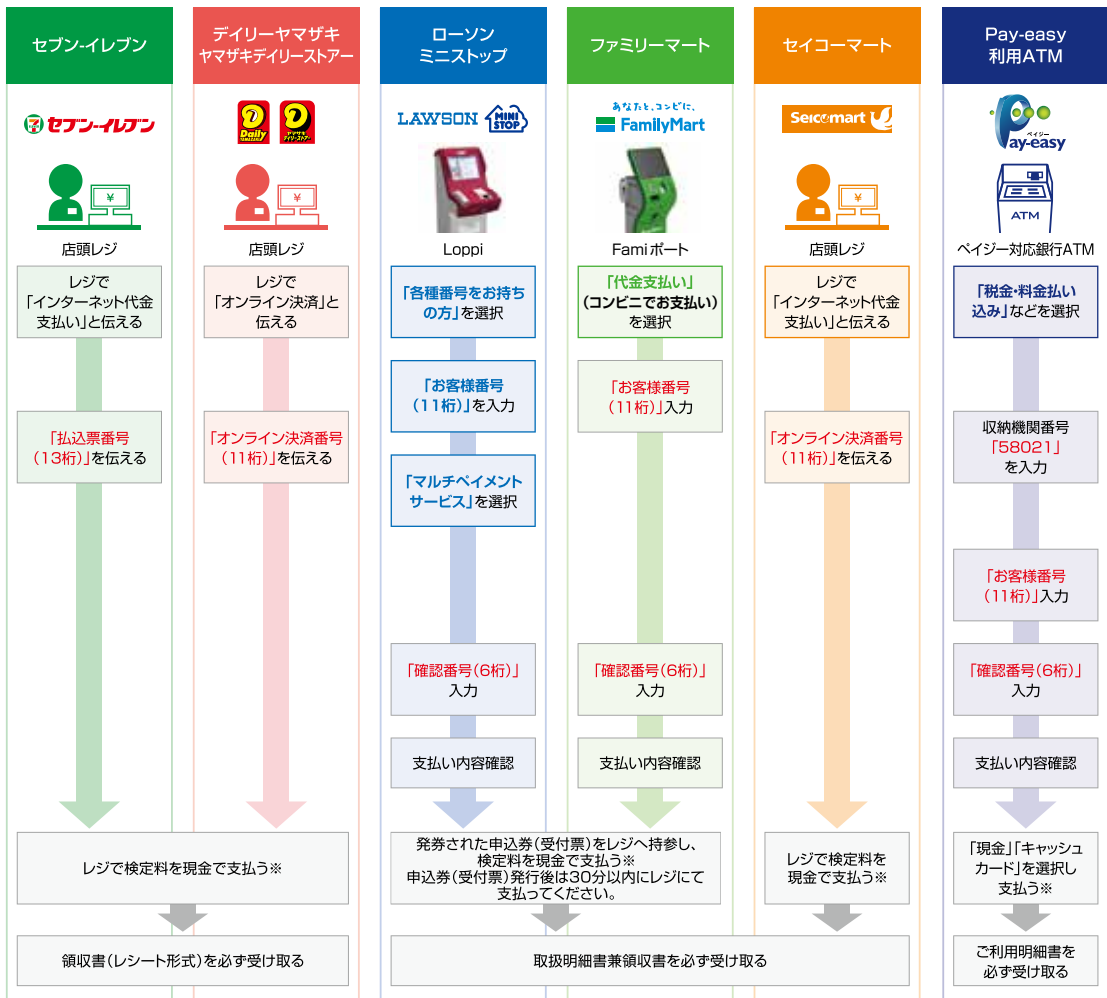 セブン-イレブン
デイリーヤマザキ
ヤマザキデイリーストアー
ローソン
ミニストップ
ファミリーマート
セイコーマート
Pay-easy
利用ATM
セブン-イレブン
Daily
YAMAZAKI
ヤマザキ
デイリーストアー
LAWSON
MINI
STOP
あなたと、コンビに、
FamilyMart
Seicomart
ペイジー
Pay-easy
¥
¥
¥
ATM
店頭レジ
店頭レジ
Loppi
Famiポート
店頭レジ
ペイジー対応銀行ATM
レジで
「インターネット代金
支払い」と伝える
「払込票番号
(13桁)」を伝える
レジで
「オンライン決済」と
伝える
「オンライン決済番号
(11桁)」を伝える
「各種番号をお持ち
の方」を選択
「お客様番号
(11桁)」を入力
「マルチペイメント
サービス」を選択
「確認番号(6桁)」
入力
支払い内容確認
「代金支払い」
(コンビニでお支払い)
を選択
「お客様番号
(11桁)」入力
「確認番号(6桁)」
入力
支払い内容確認
レジで
「インターネット代金
支払い」と伝える
「オンライン決済番号
(11桁)」を伝える
「税金・料金払い
込み」などを選択
収納機関番号
「58021」
を入力
「お客様番号
(11桁)」入力
「確認番号(6桁)」
入力
支払い内容確認
レジで検定料を現金で支払う※
発券された申込券(受付票)をレジへ持参し、
検定料を現金で支払う※
申込券(受付票)発行後は30分以内にレジにて
支払ってください。
レジで検定料を
現金で支払う※
「現金」「キャッシュ
カード」を選択し
支払う※
領収書(レシート形式)を必ず受け取る
取扱明細書兼領収書を必ず受け取る
ご利用明細書を
必ず受け取る